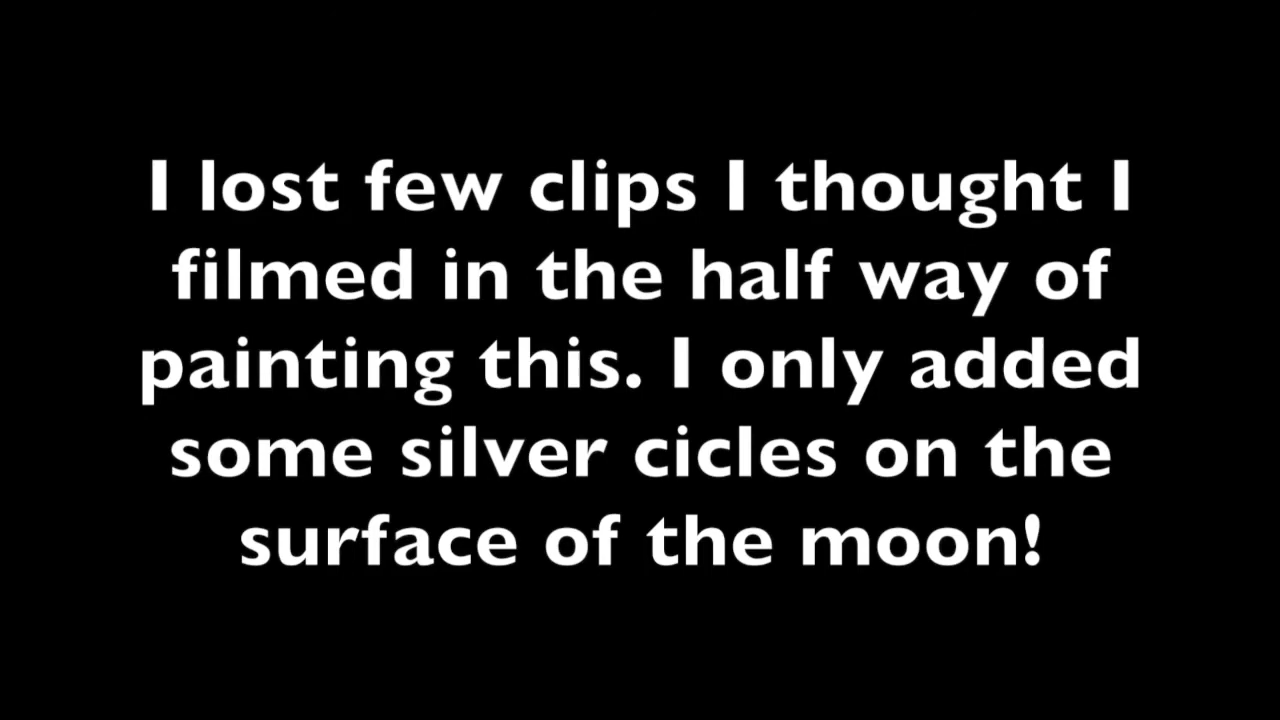 I lost few clips I thought I
filmed in the half way of
painting this. I only added
some silver cicles on the
surface of the moon!